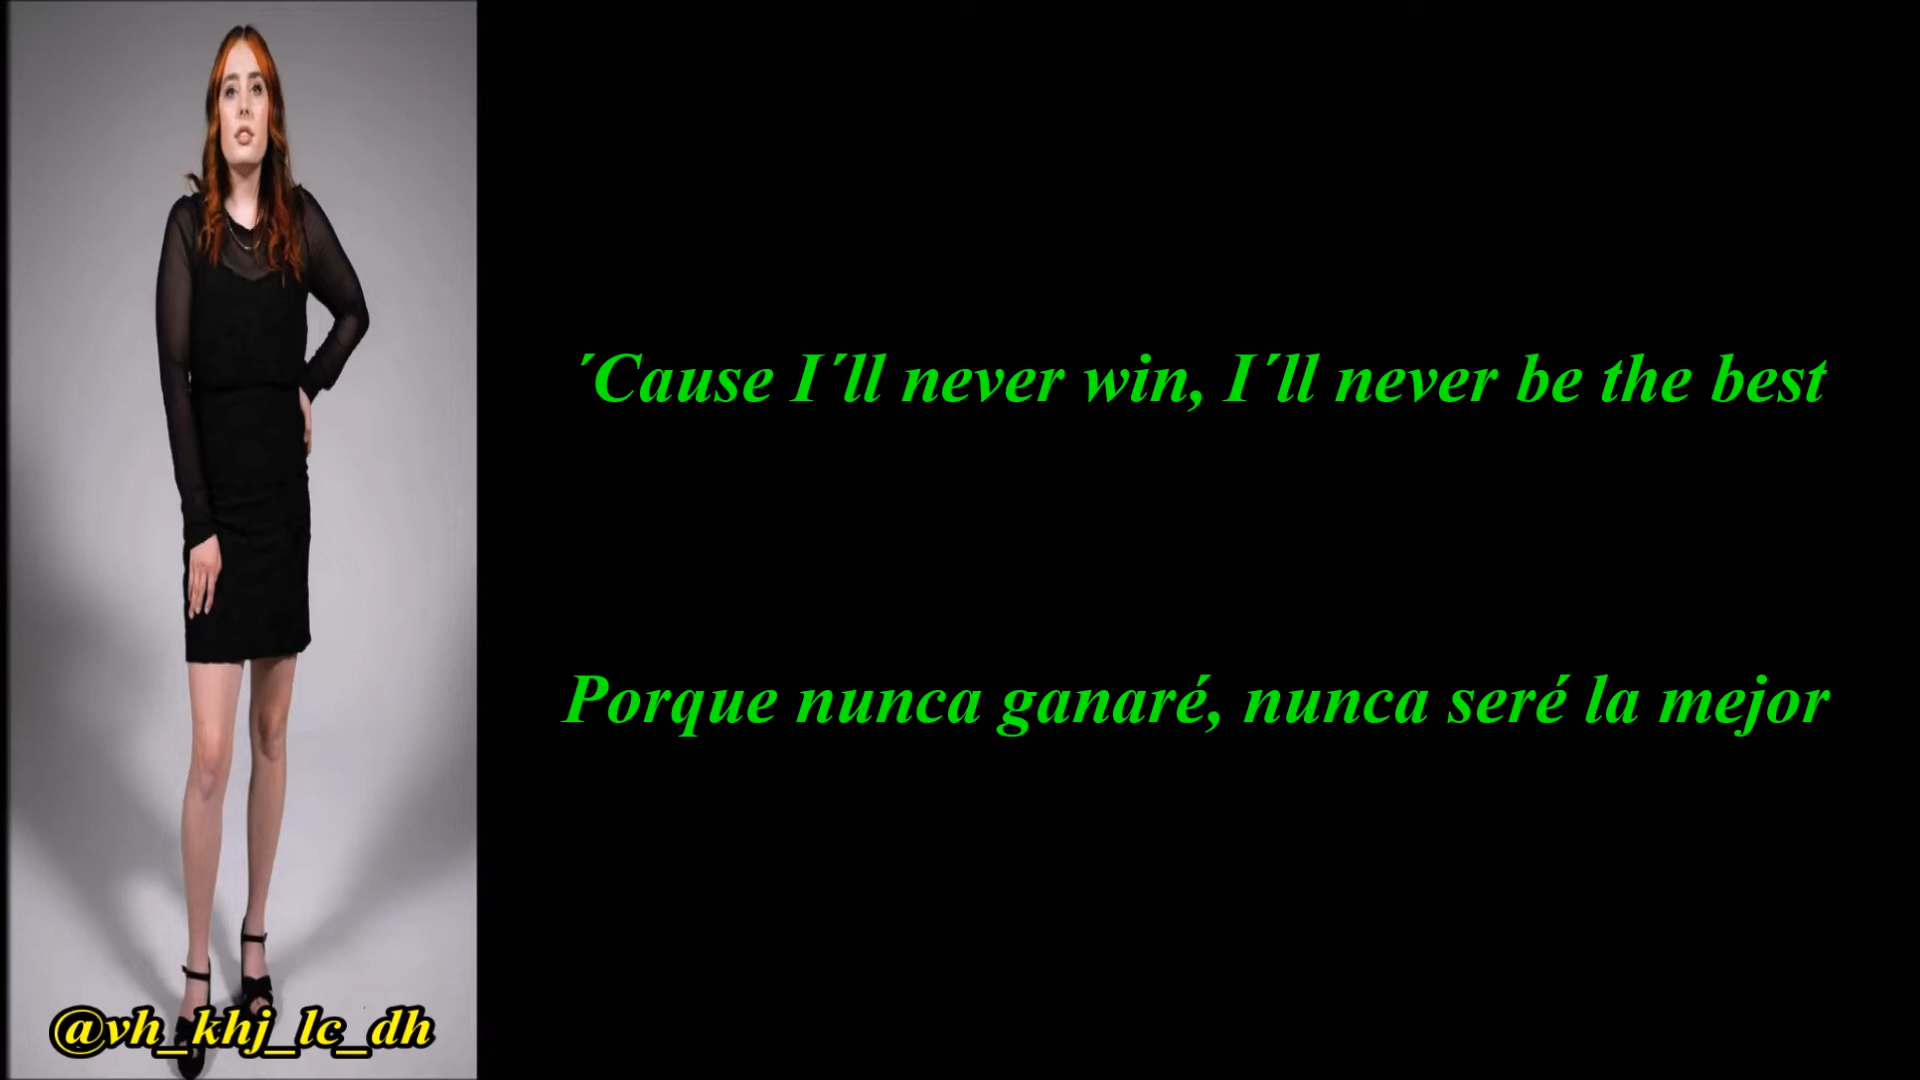 ´Cause I´ll never win, I´ll never be the best
Porque nunca ganaré, nunca seré la mejor
@vh_khj_lc_dh